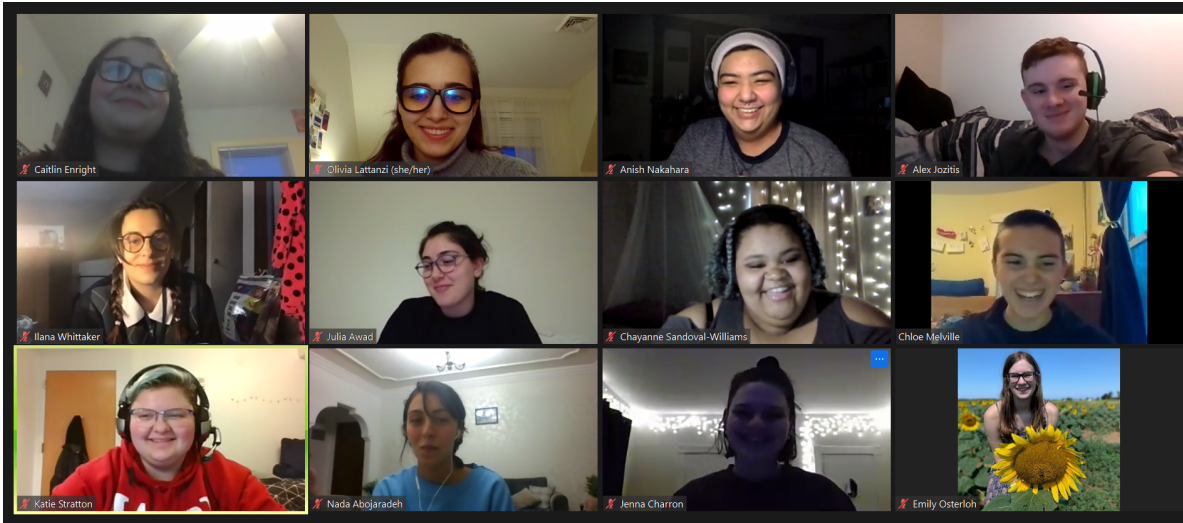 Caitlin Enright
Olivia Lattanzi (she/her)
Anish Nakahara
Alex Jozitis
Ilana Whittaker
Julia Awad
Chayanne Sandoval-Williams
Chloe Melville
Katie Stratton
Nada Abojaradeh
Jenna Charron
Emily Osterloh